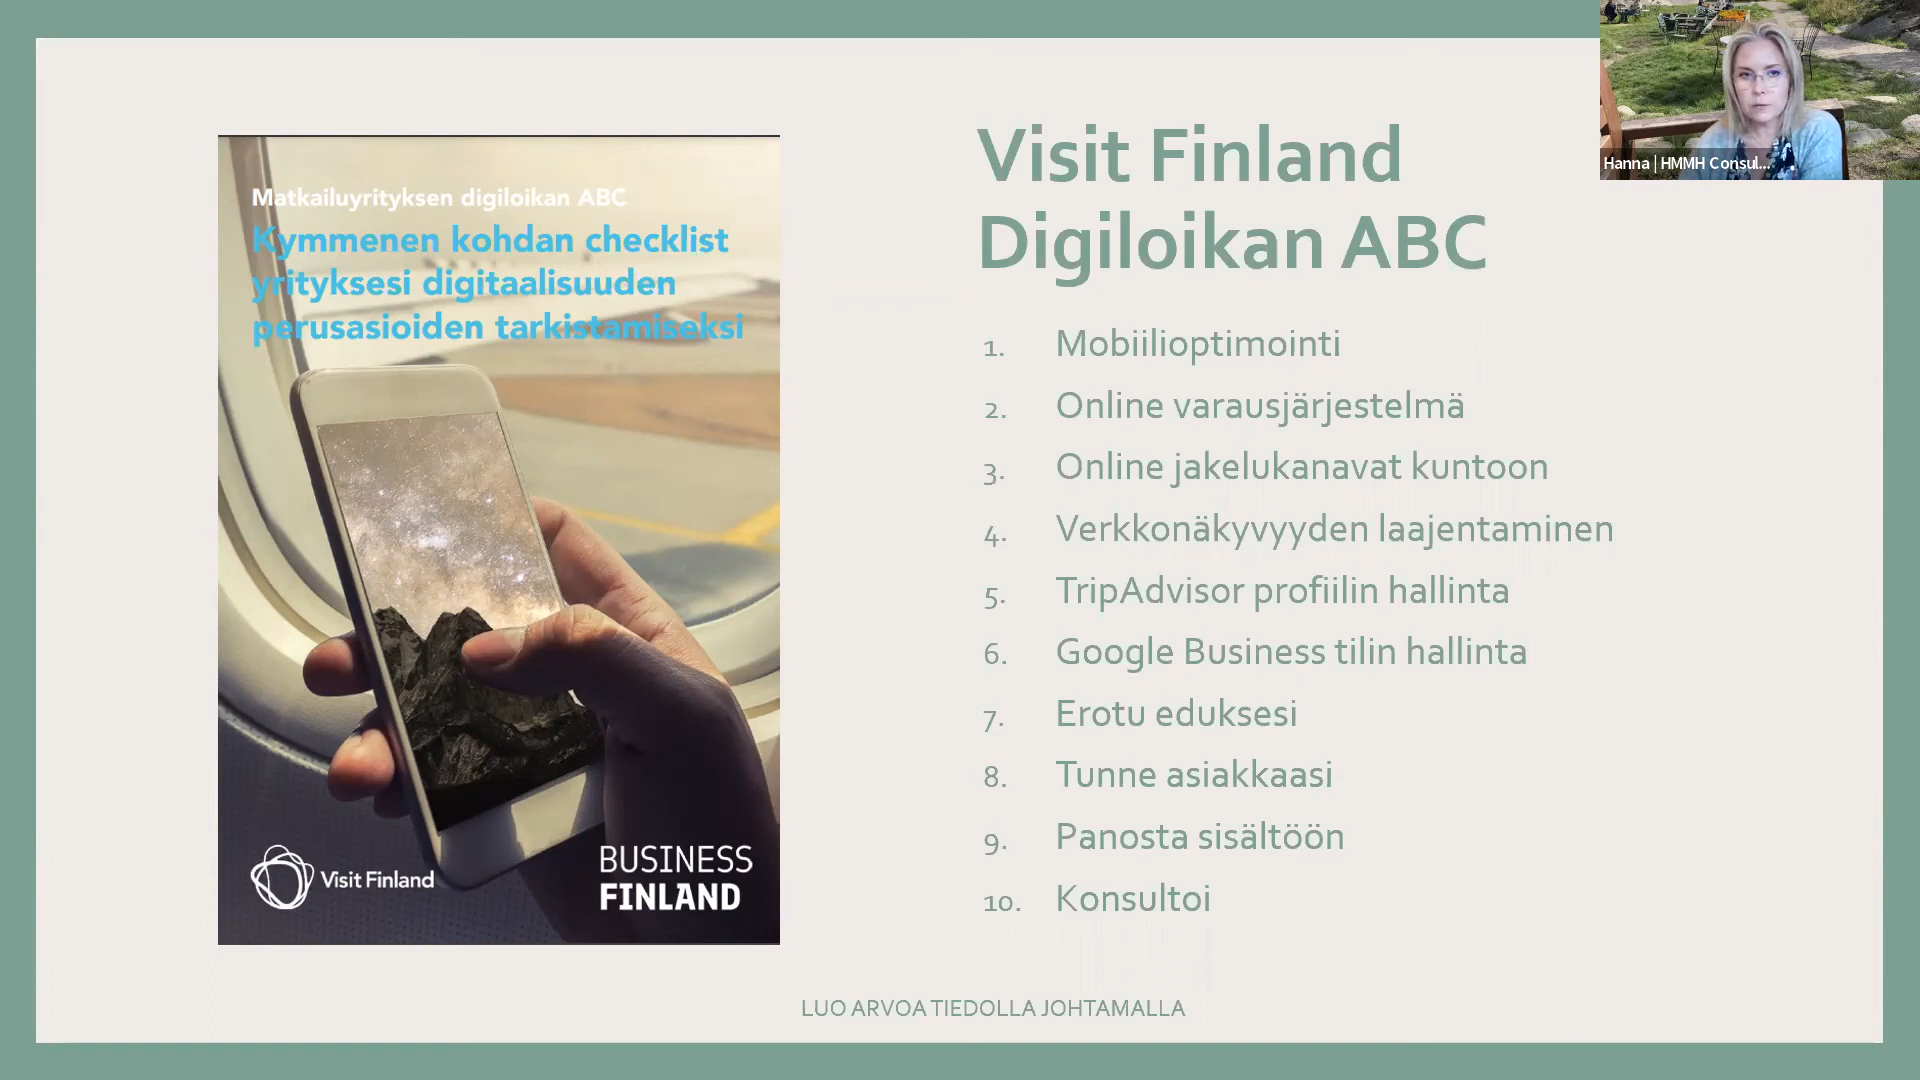 Matkailuyrityksen digiloikan ABC
Kymmenen kohdan checklist
yrityksesi digitaalisuuden
perusasioiden tarkistamiseksi
Visit Finland
BUSINESS
FINLAND
Visit Finland
Digiloikan ABC
1. Mobiilioptimointi
2. Online varausjärjestelmä
3. Online jakelukanavat kuntoon
4. Verkkonäkyvyyden laajentaminen
5. TripAdvisor profiilin hallinta
6. Google Business tilin hallinta
7. Erotu eduksesi
8. Tunne asiakkaasi
9. Panosta sisältöön
10. Konsultoi
LUO ARVOA TIEDOLLA JOHTAMALLA
Hanna | HMMH Consul...